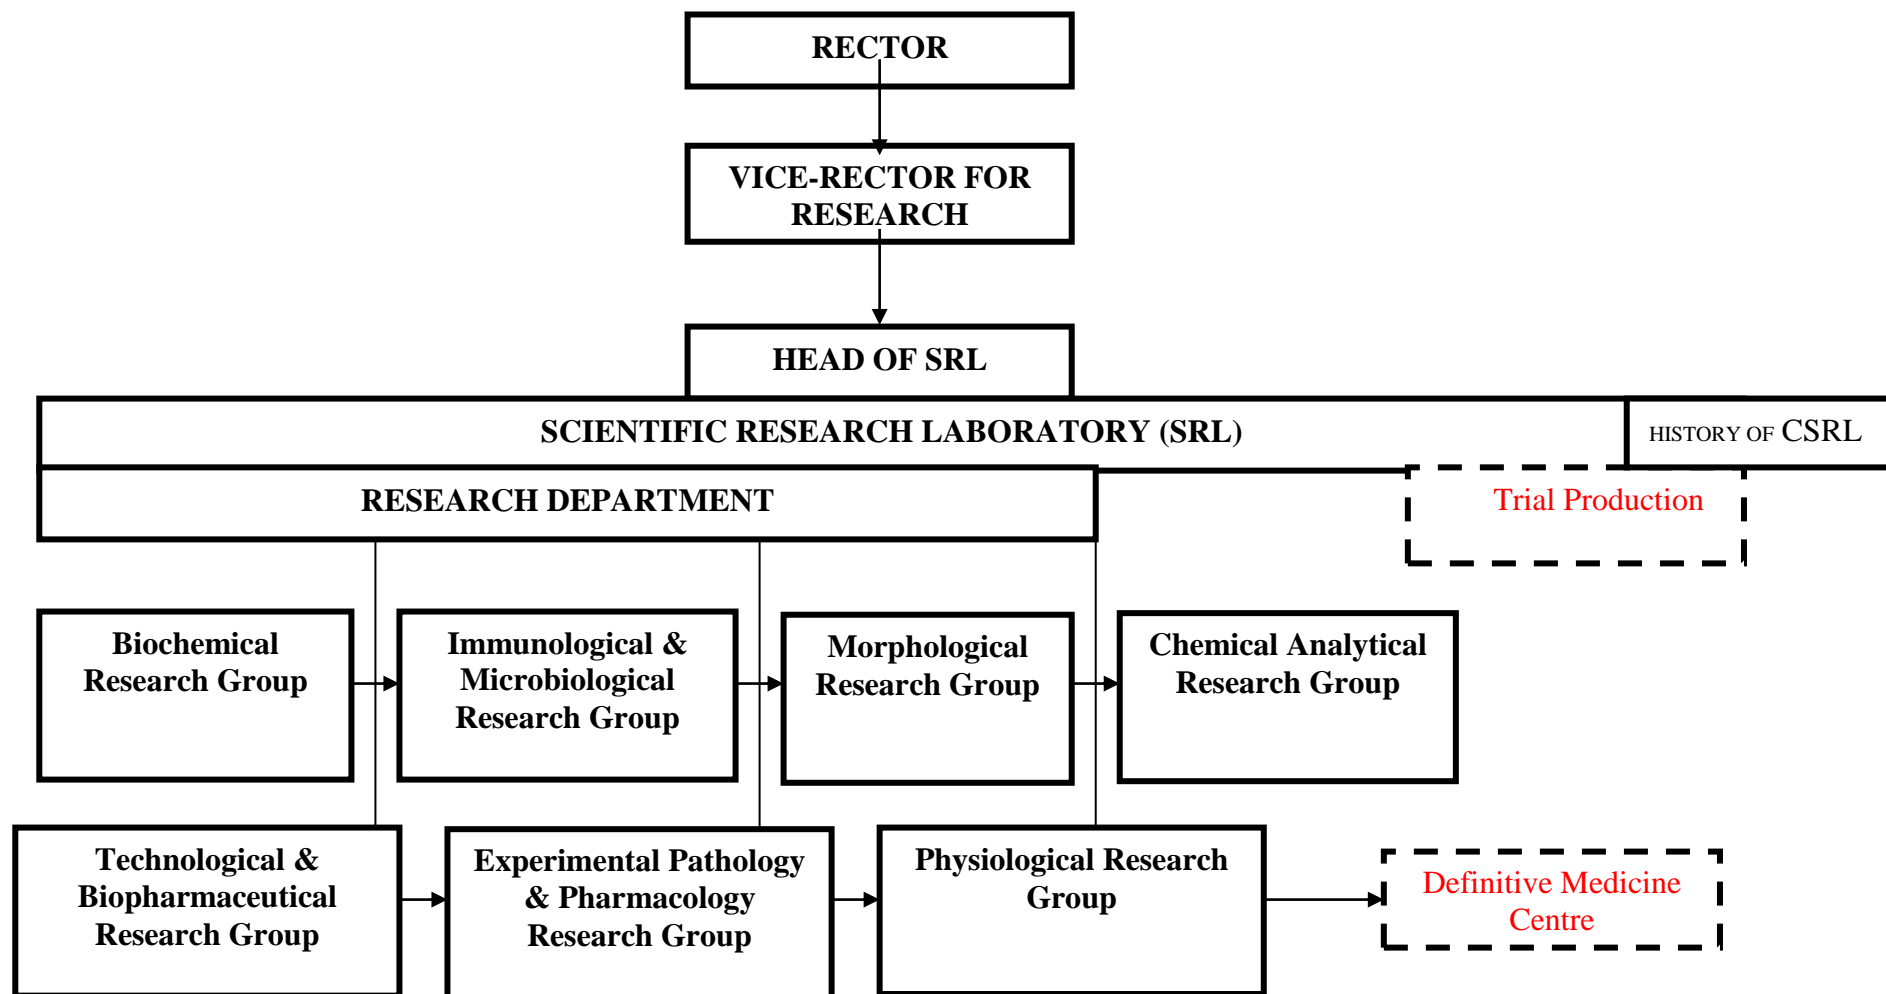 RECTOR
VICE-RECTOR FOR
RESEARCH
HEAD OF SRL
SCIENTIFIC RESEARCH LABORATORY (SRL)
HISTORY OF CSRL
RESEARCH DEPARTMENT
Trial Production
Biochemical
Research Group
Immunological &
Microbiological
Research Group
Morphological
Research Group
Chemical Analytical
Research Group
Technological &
Biopharmaceutical
Research Group
Experimental Pathology
& Pharmacology
Research Group
Physiological Research
Group
Definitive Medicine
Centre